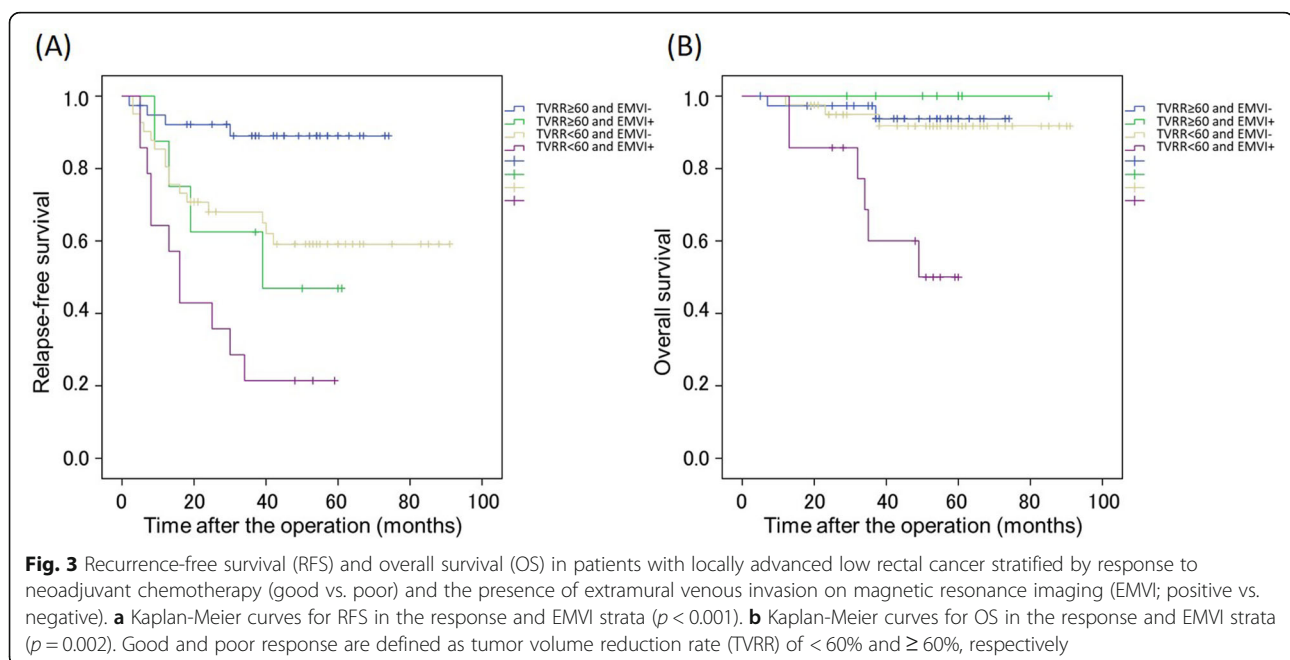 (A)
1.0
0.8
0.6
0.4
0.2
0.0
Relapse-free survival
0 20 40 60 80 100
Time after the operation (months)
TVRR≥60 and EMVI-
TVRR≥60 and EMVI+
TVRR<60 and EMVI-
TVRR<60 and EMVI+
(B)
1.0
0.8
0.6
0.4
0.2
0.0
Overall survival
0 20 40 60 80 100
Time after the operation (months)
TVRR≥60 and EMVI-
TVRR≥60 and EMVI+
TVRR<60 and EMVI-
TVRR<60 and EMVI+
Fig. 3 Recurrence-free survival (RFS) and overall survival (OS) in patients with locally advanced low rectal cancer stratified by response to
neoadjuvant chemotherapy (good vs. poor) and the presence of extramural venous invasion on magnetic resonance imaging (EMVI; positive vs.
negative). a Kaplan-Meier curves for RFS in the response and EMVI strata (p < 0.001). b Kaplan-Meier curves for OS in the response and EMVI strata
(p = 0.002). Good and poor response are defined as tumor volume reduction rate (TVRR) of < 60% and ≥ 60%, respectively